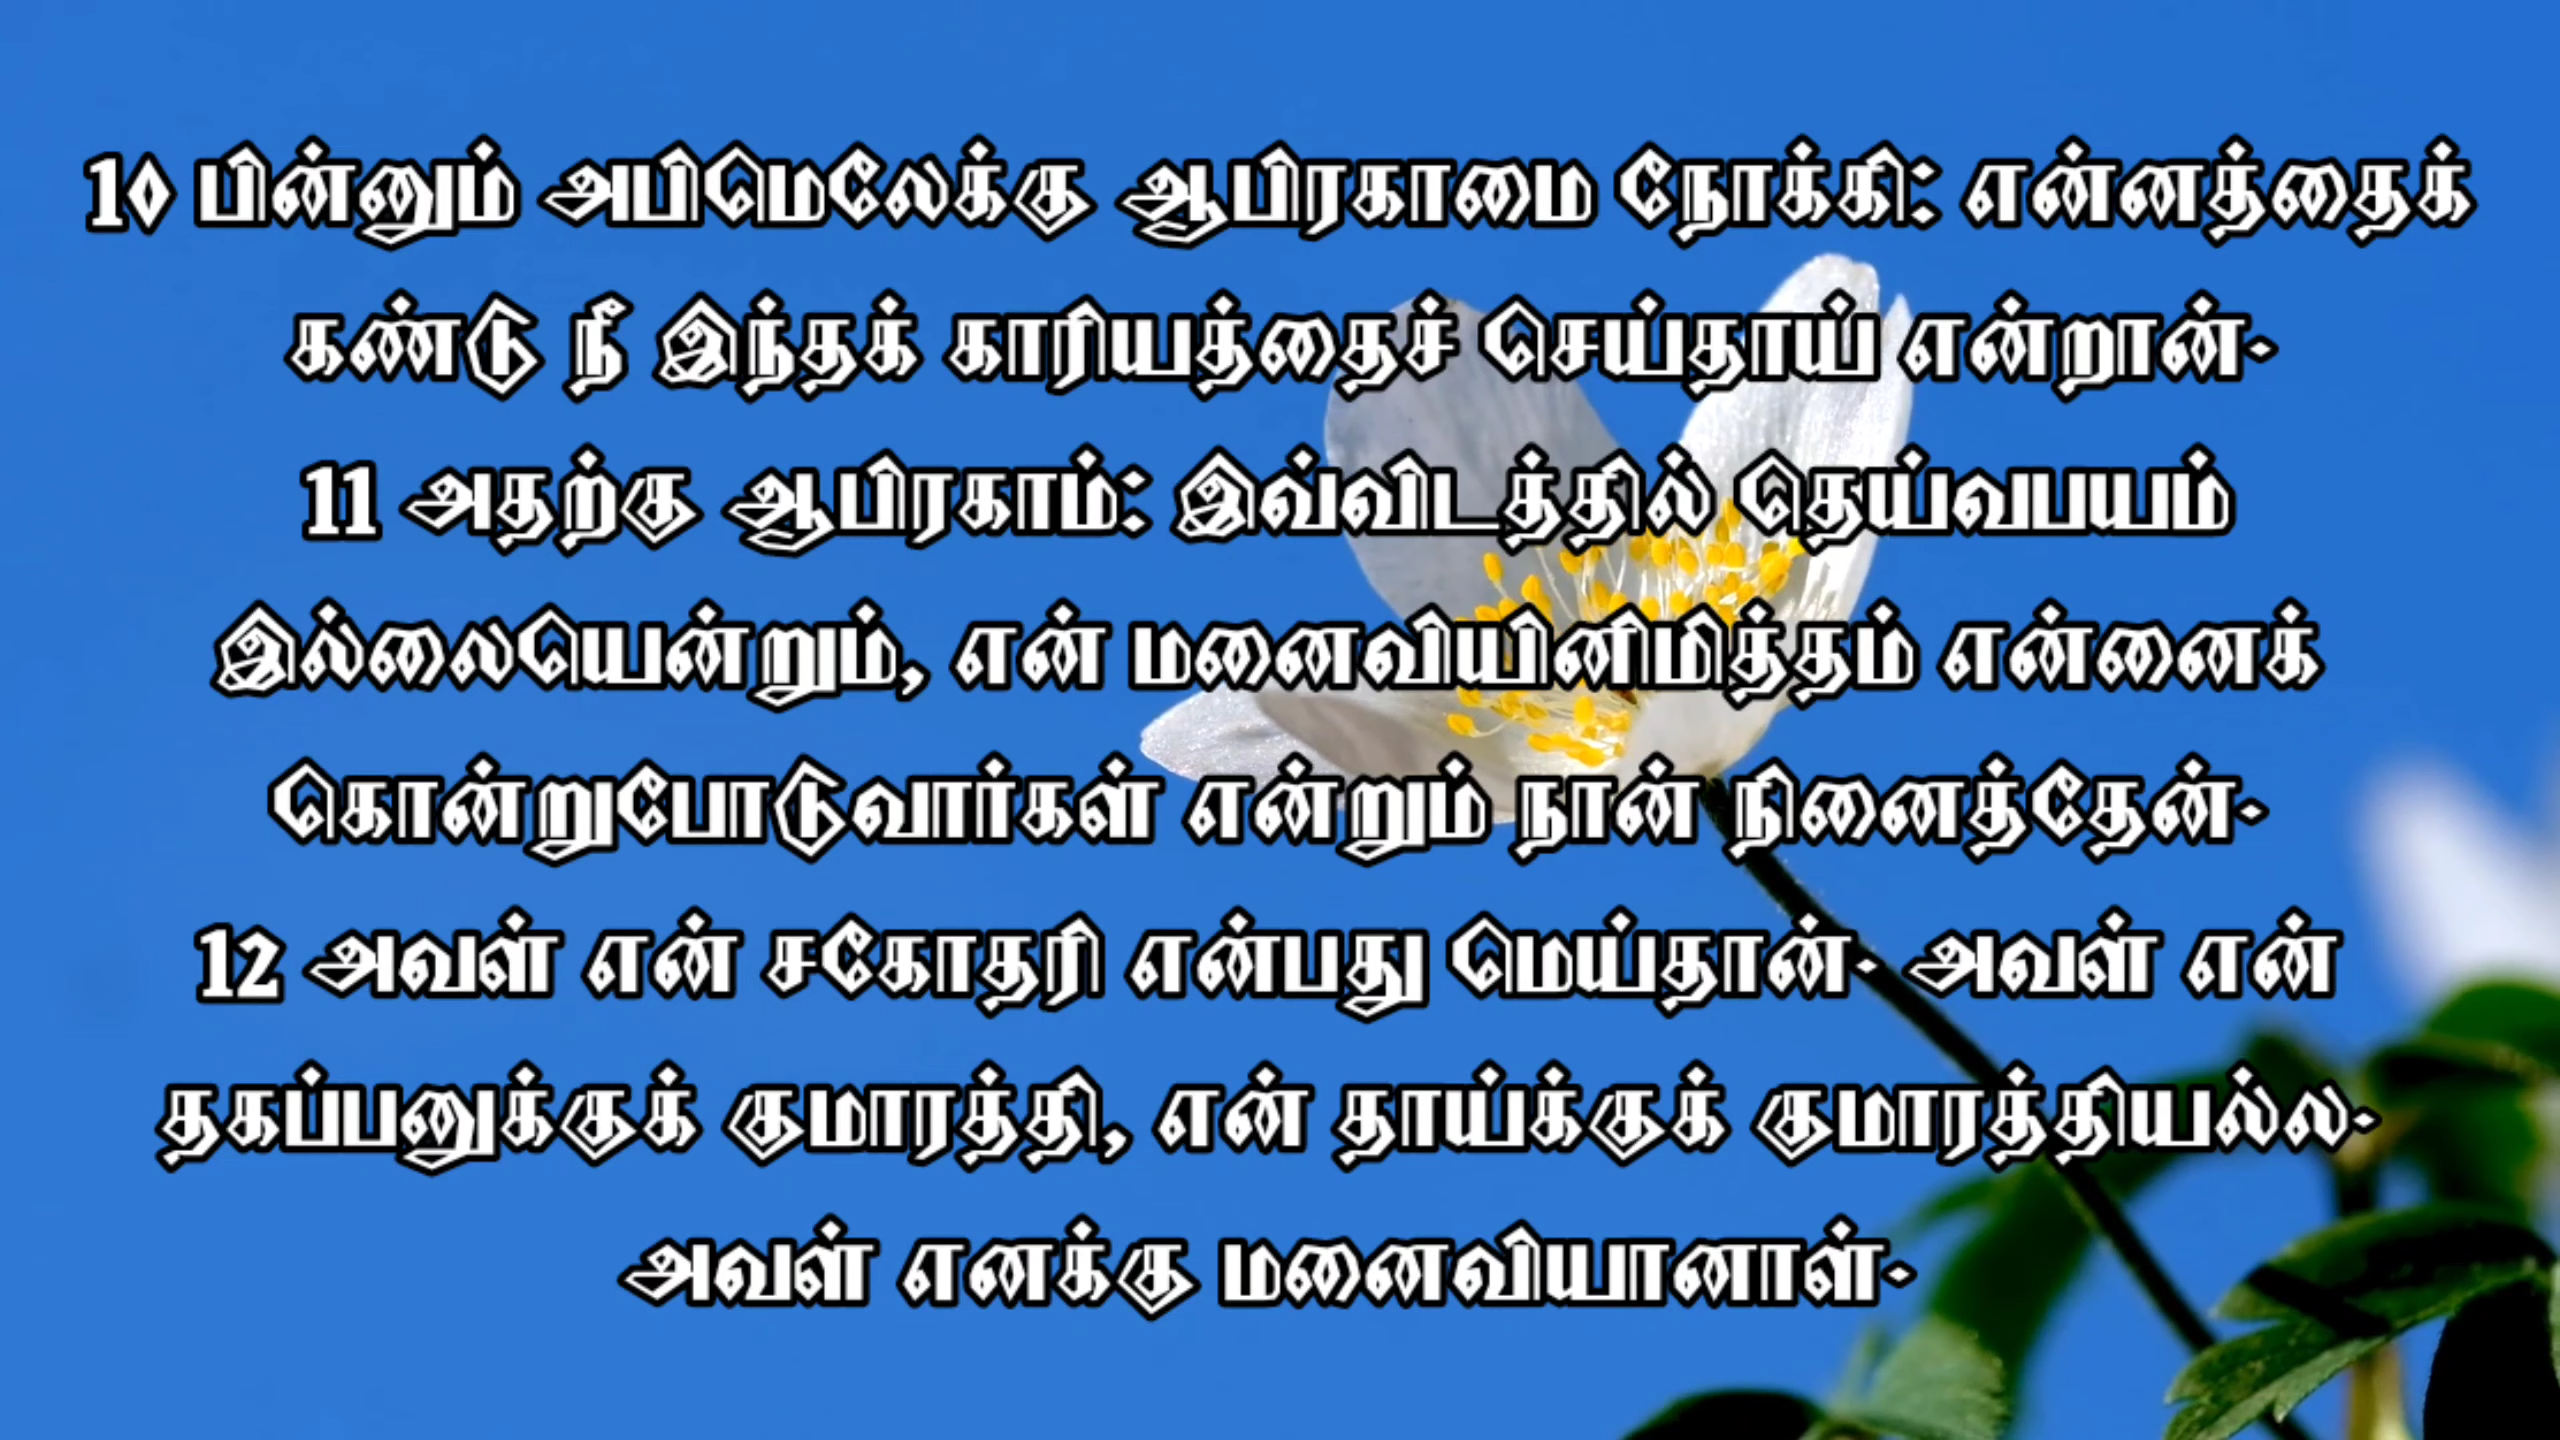 10 பின்னும் அபிமெலேக்கு ஆபிரகாமை நோக்கி: என்னத்தைக்
கண்டு நீ இந்தக் காரியத்தைச் செய்தாய் என்றான்.
11 அதற்கு ஆபிரகாம்: இவ்விடத்தில் தெய்வபயம்
இல்லையென்றும், என் மனைவியினிமித்தம் என்னைக்
கொன்றுபோடுவார்கள் என்றும் நான் நினைத்தேன்.
12 அவள் என் சகோதரி என்பது மெய்தான். அவள் என்
தகப்பனுக்குக் குமாரத்தி, என் தாய்க்குக் குமாரத்தியல்ல.
அவள் எனக்கு மனைவியானாள்.